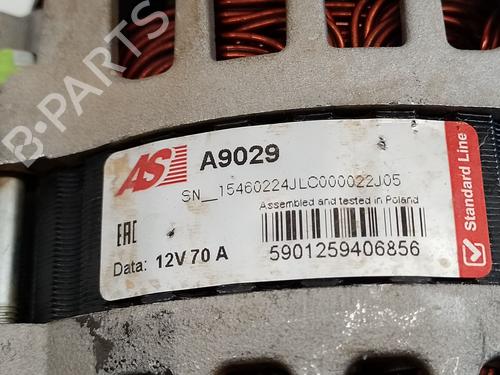 B-PARTS
AS
A9029
SN__15460224JLC000022J05
Assembled and tested in Poland
EAC
Data: 12V 70 A
5901259406856
Standard Line